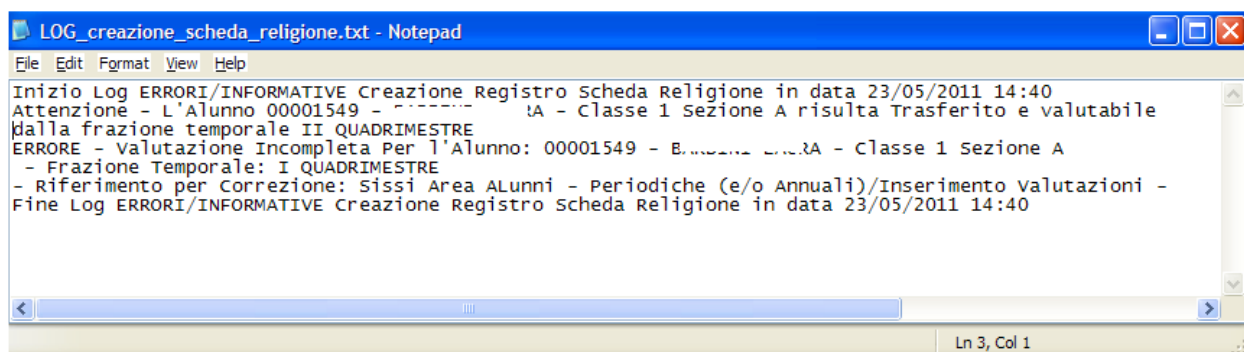 LOG_creazione_scheda_religione.txt - Notepad
File Edit Format View Help
Inizio Log ERRORI/INFORMATIVE Creazione Registro Scheda Religione in data 23/05/2011 14:40
Attenzione - L'Alunno 00001549 - - Classe 1 Sezione A risulta Trasferito e valutabile
dalla frazione temporale II QUADRIMESTRE
ERRORE - Valutazione Incompleta Per l'Alunno: 00001549 - - Classe 1 Sezione A
- Frazione Temporale: I QUADRIMESTRE
- Riferimento per Correzione: Sissi Area ALunni - Periodiche (e/o Annuali)/Inserimento Valutazioni -
Fine Log ERRORI/INFORMATIVE Creazione Registro Scheda Religione in data 23/05/2011 14:40
Ln 3, Col 1